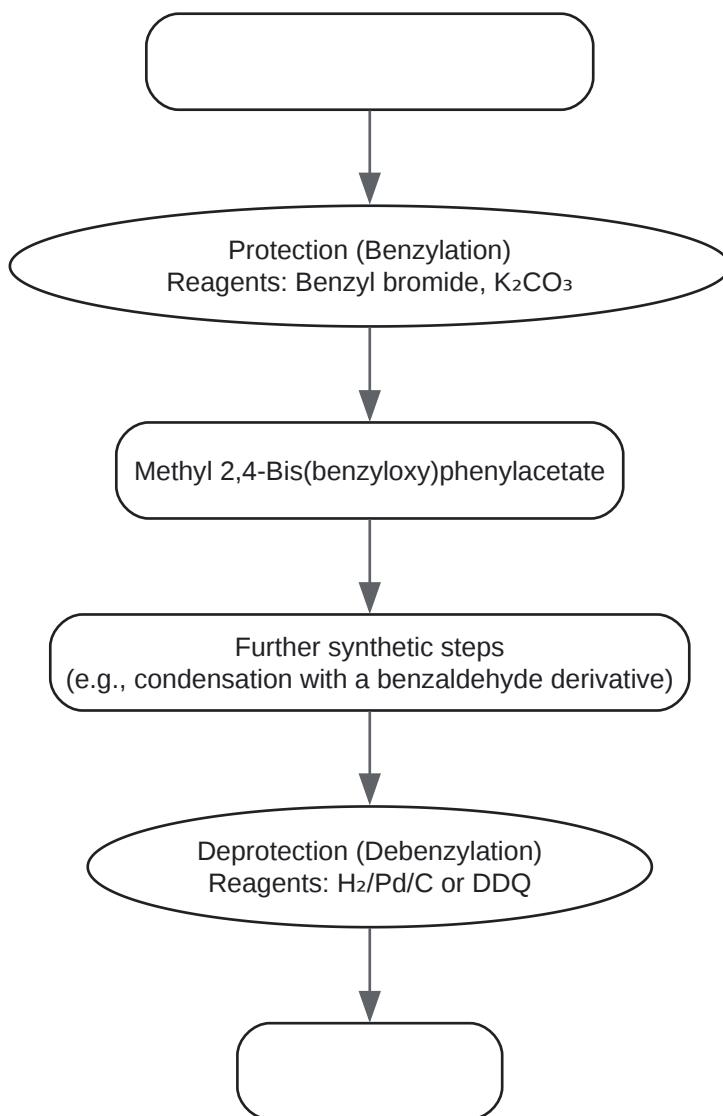 Protection (Benzylation)
Reagents: Benzyl bromide, K₂CO₃
Methyl 2,4-Bis(benzyloxy)phenylacetate
Further synthetic steps
(e.g., condensation with a benzaldehyde derivative)
Deprotection (Debenzylation)
Reagents: H₂/Pd/C or DDQ